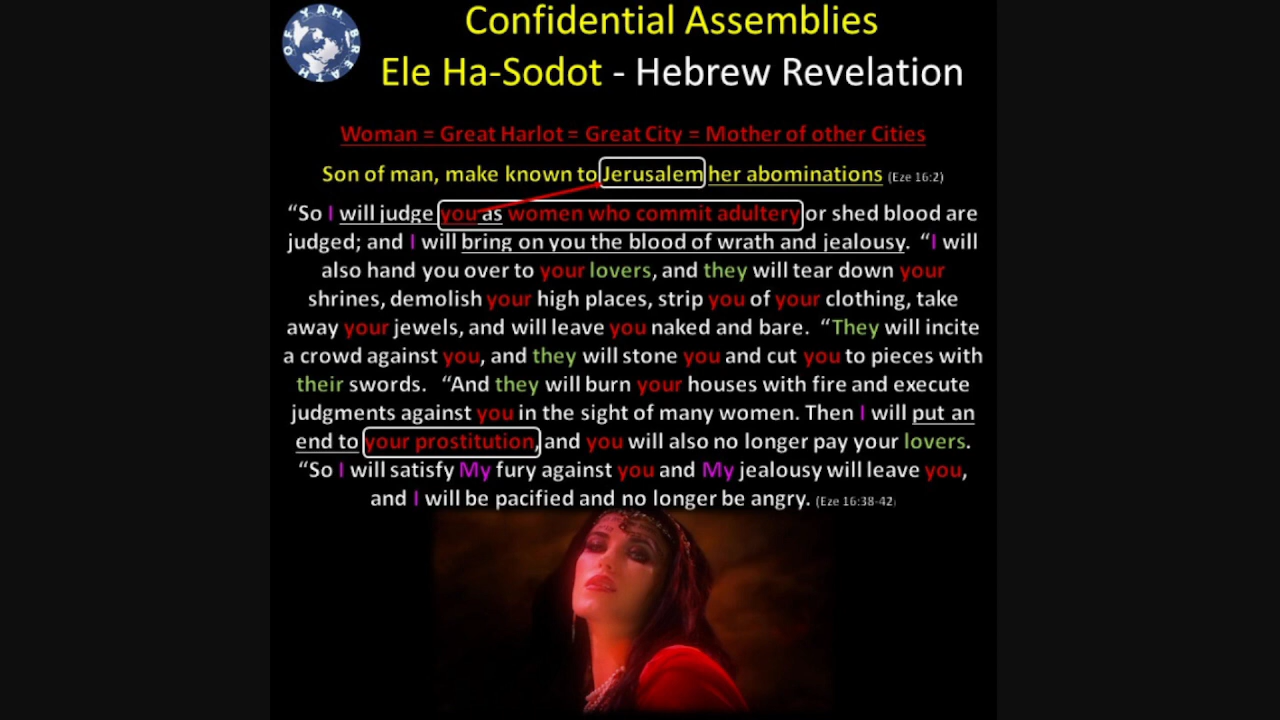 BREATH OF YAH
Confidential Assemblies
Ele Ha-Sodot - Hebrew Revelation
Woman = Great Harlot = Great City = Mother of other Cities
Son of man, make known to Jerusalem her abominations (Eze 16:2)
“So I will judge you as women who commit adultery or shed blood are
judged; and I will bring on you the blood of wrath and jealousy. “I will
also hand you over to your lovers, and they will tear down your
shrines, demolish your high places, strip you of your clothing, take
away your jewels, and will leave you naked and bare. “They will incite
a crowd against you, and they will stone you and cut you to pieces with
their swords. “And they will burn your houses with fire and execute
judgments against you in the sight of many women. Then I will put an
end to your prostitution, and you will also no longer pay your lovers.
“So I will satisfy My fury against you and My jealousy will leave you,
and I will be pacified and no longer be angry. (Eze 16:38-42)